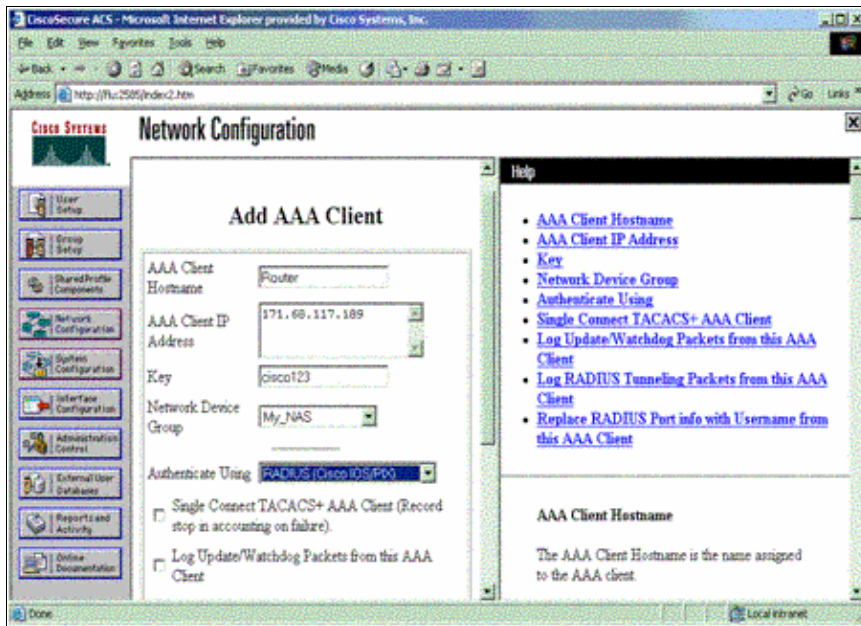 CiscoSecure ACS - Microsoft Internet Explorer provided by Cisco Systems, Inc.
File Edit View Favorites Tools Help
Back Search Favorites Media
Address http://flu:2585/index2.htm Go Links
CISCO SYSTEMS
Network Configuration
User Setup
Group Setup
Shared Profile Components
Network Configuration
System Configuration
Interface Configuration
Administration Control
External User Databases
Reports and Activity
Online Documentation
Add AAA Client
AAA Client Hostname
Router
AAA Client IP Address
171.68.117.189
Key
cisco123
Network Device Group
My_NAS
Authenticate Using
RADIUS (Cisco IOS/PIX)
Single Connect TACACS+ AAA Client (Record
stop in accounting on failure).
Log Update/Watchdog Packets from this AAA
Client
Help
AAA Client Hostname
AAA Client IP Address
Key
Network Device Group
Authenticate Using
Single Connect TACACS+ AAA Client
Log Update/Watchdog Packets from this AAA
Client
Log RADIUS Tunneling Packets from this AAA
Client
Replace RADIUS Port info with Username from
this AAA Client
AAA Client Hostname
The AAA Client Hostname is the name assigned
to the AAA client.
Done
Local intranet